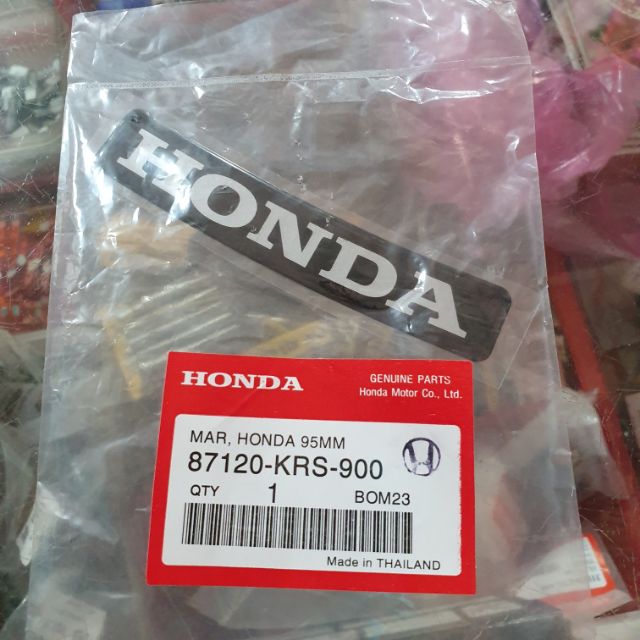 HONDA
HONDA
GENUINE PARTS
Honda Motor Co., Ltd.
MAR, HONDA 95MM
87120-KRS-900
QTY 1 BOM23
Made in THAILAND